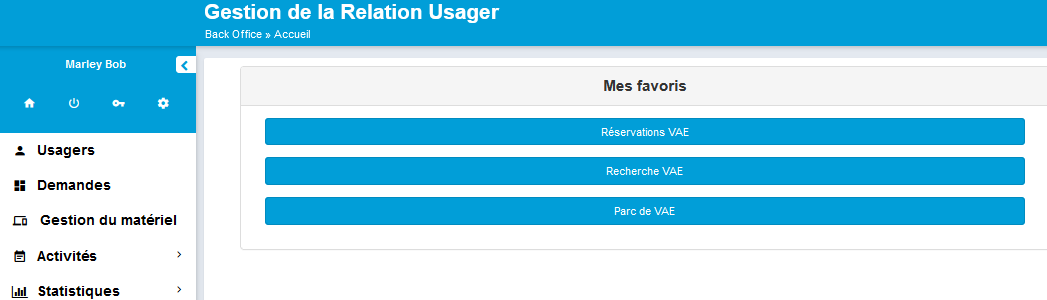 Gestion de la Relation Usager
Back Office » Accueil
Marley Bob
Usagers
Demandes
Gestion du matériel
Activités
Statistiques
Mes favoris
Réservations VAE
Recherche VAE
Parc de VAE